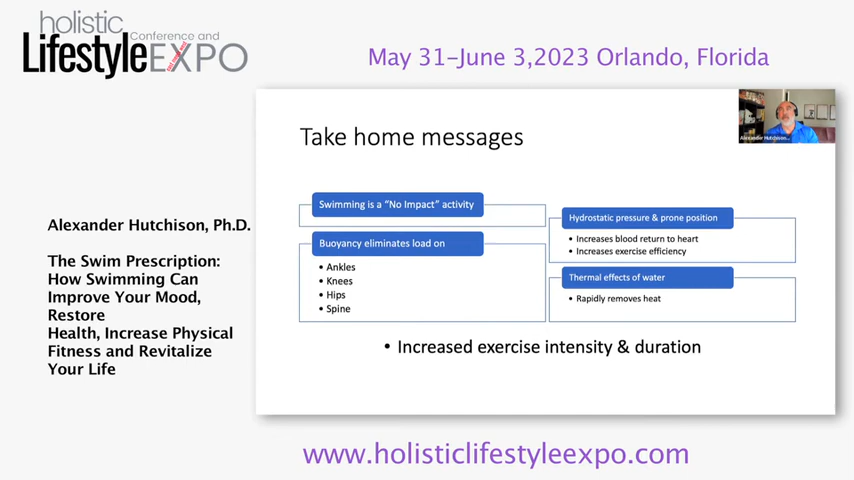 holistic
Conference and
LifestyleEXPO
May 31-June 3,2023 Orlando, Florida
Alexander Hutchison...
Take home messages
Swimming is a "No Impact" activity
Buoyancy eliminates load on
• Ankles
• Knees
• Hips
• Spine
Hydrostatic pressure & prone position
• Increases blood return to heart
• Increases exercise efficiency
Thermal effects of water
• Rapidly removes heat
• Increased exercise intensity & duration
Alexander Hutchison, Ph.D.
The Swim Prescription:
How Swimming Can
Improve Your Mood,
Restore
Health, Increase Physical
Fitness and Revitalize
Your Life
www.holisticlifestyleexpo.com